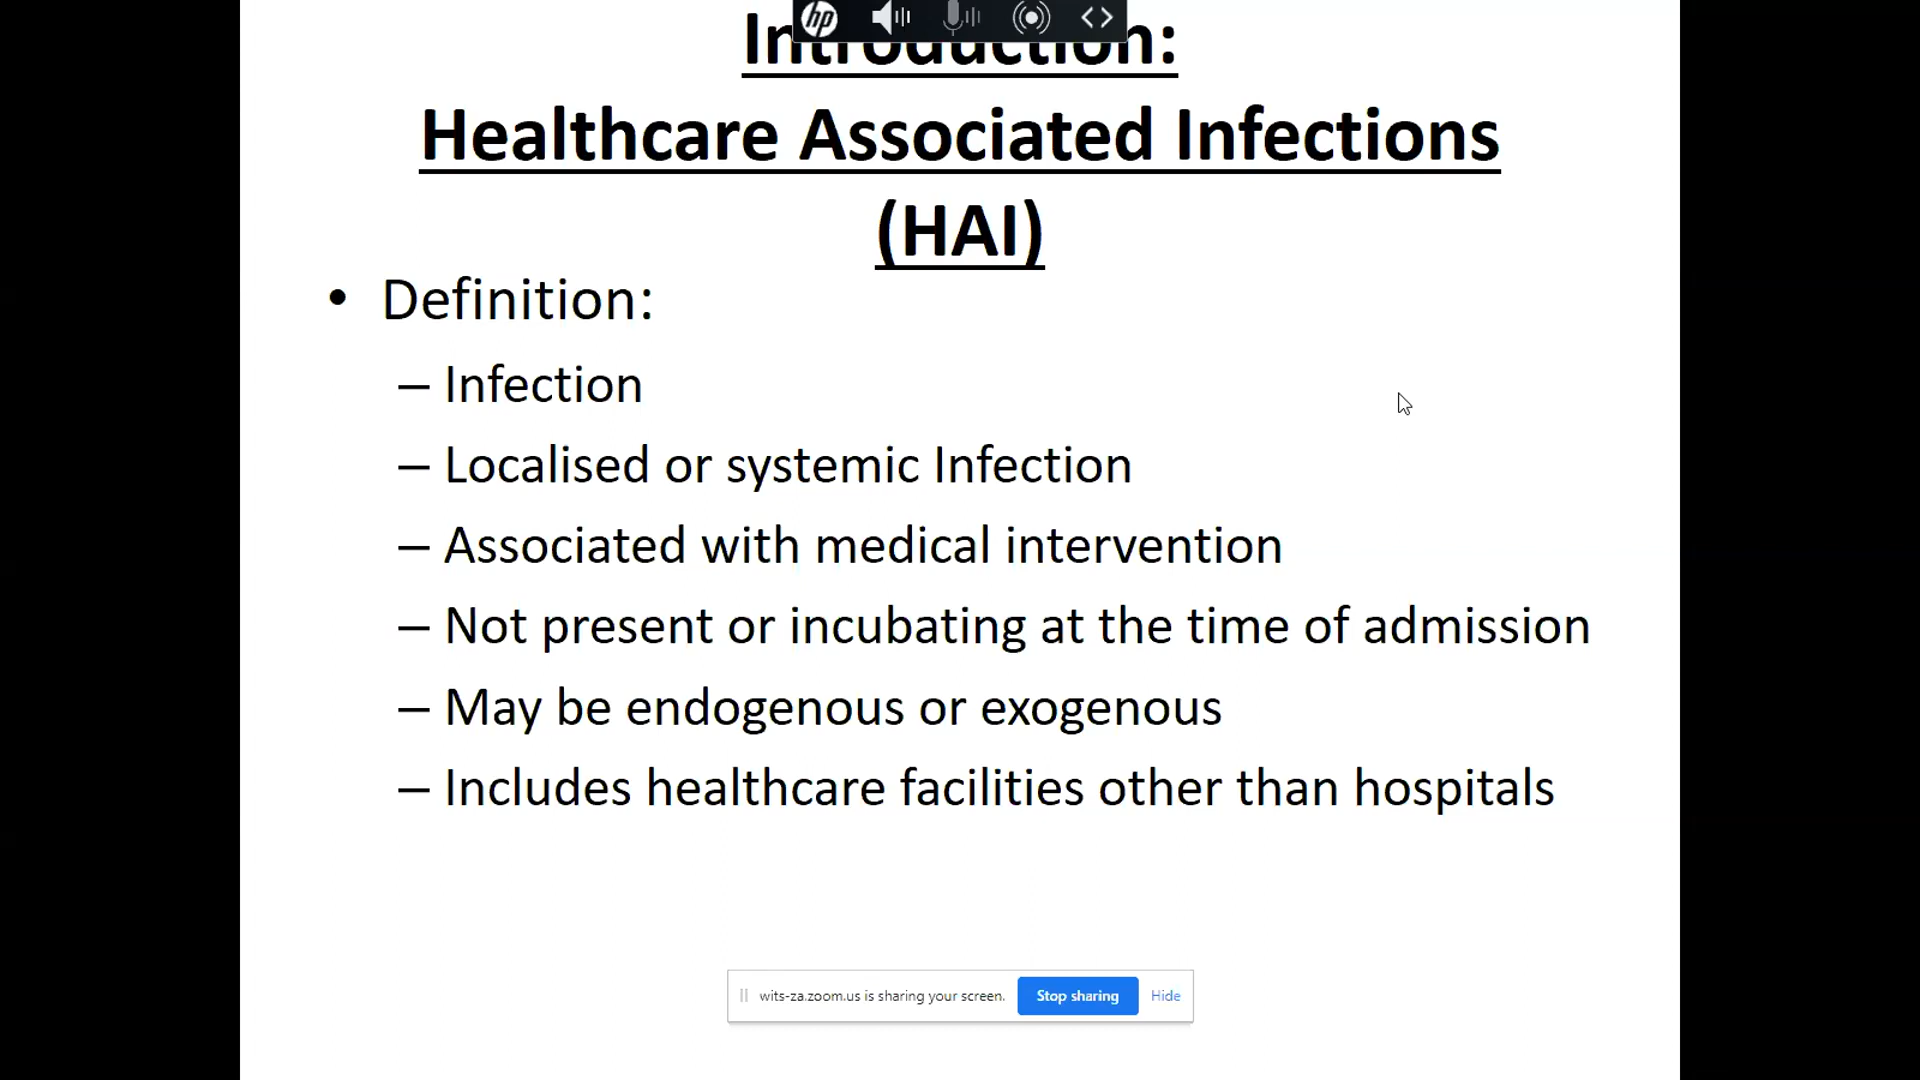 hp
Introduction:
Healthcare Associated Infections
(HAI)
• Definition:
– Infection
– Localised or systemic Infection
– Associated with medical intervention
– Not present or incubating at the time of admission
– May be endogenous or exogenous
– Includes healthcare facilities other than hospitals
wits-za.zoom.us is sharing your screen. Stop sharing Hide